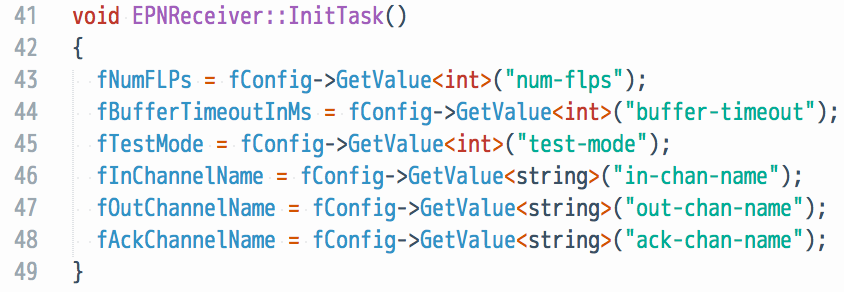 41 void EPNReceiver::InitTask()
42 {
43 fNumFLPs = fConfig->GetValue<int>("num-flps");
44 fBufferTimeoutInMs = fConfig->GetValue<int>("buffer-timeout");
45 fTestMode = fConfig->GetValue<int>("test-mode");
46 fInChannelName = fConfig->GetValue<string>("in-chan-name");
47 fOutChannelName = fConfig->GetValue<string>("out-chan-name");
48 fAckChannelName = fConfig->GetValue<string>("ack-chan-name");
49 }